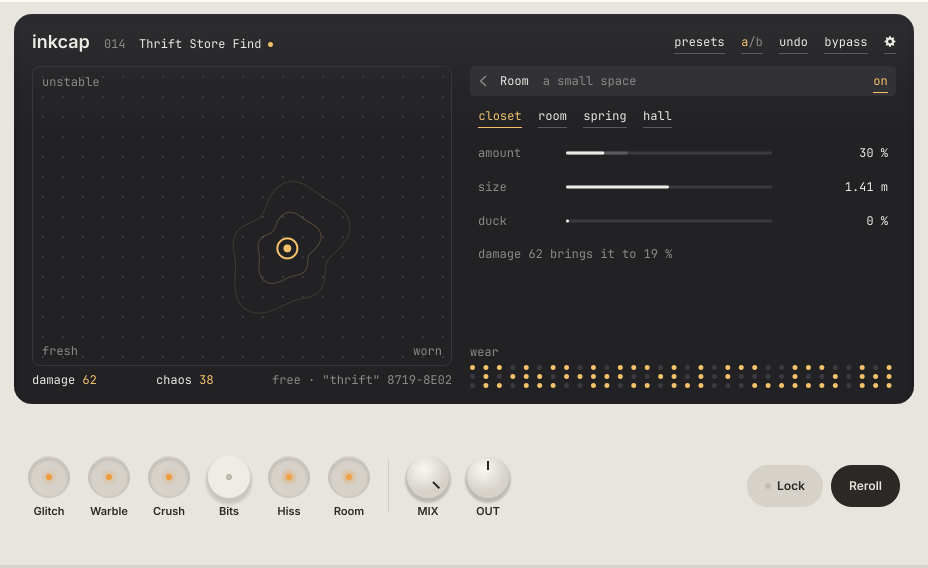 inkcap 014 Thrift Store Find
presets a/b undo bypass
unstable
fresh worn
damage 62 chaos 38 free · "thrift" 8719-8E02
Room a small space on
closet room spring hall
amount 30 %
size 1.41 m
duck 0 %
damage 62 brings it to 19 %
wear
Glitch Warble Crush Bits Hiss Room MIX OUT
Lock Reroll